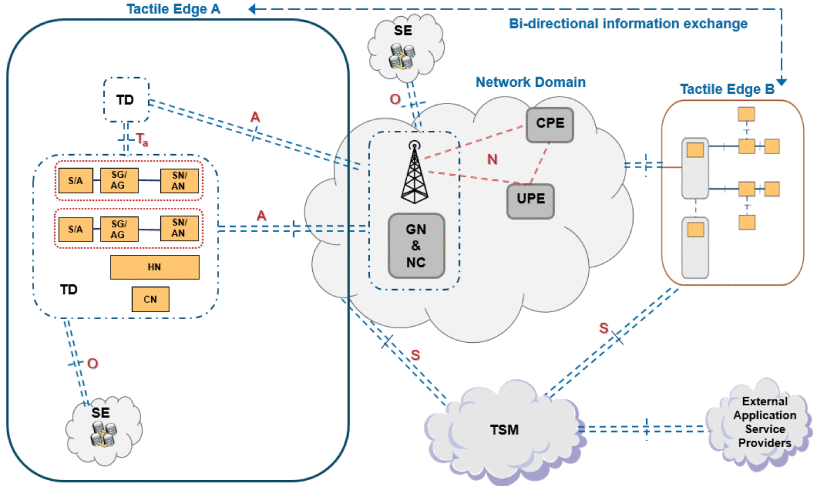 Tactile Edge A
Bi-directional information exchange
SE
Network Domain
Tactile Edge B
TD
A
O
CPE
Ta
N
S/A
SG/
AG
SN/
AN
UPE
A
S/A
SG/
AG
SN/
AN
GN
&
NC
HN
TD
CN
O
S
S
SE
TSM
External
Application
Service
Providers